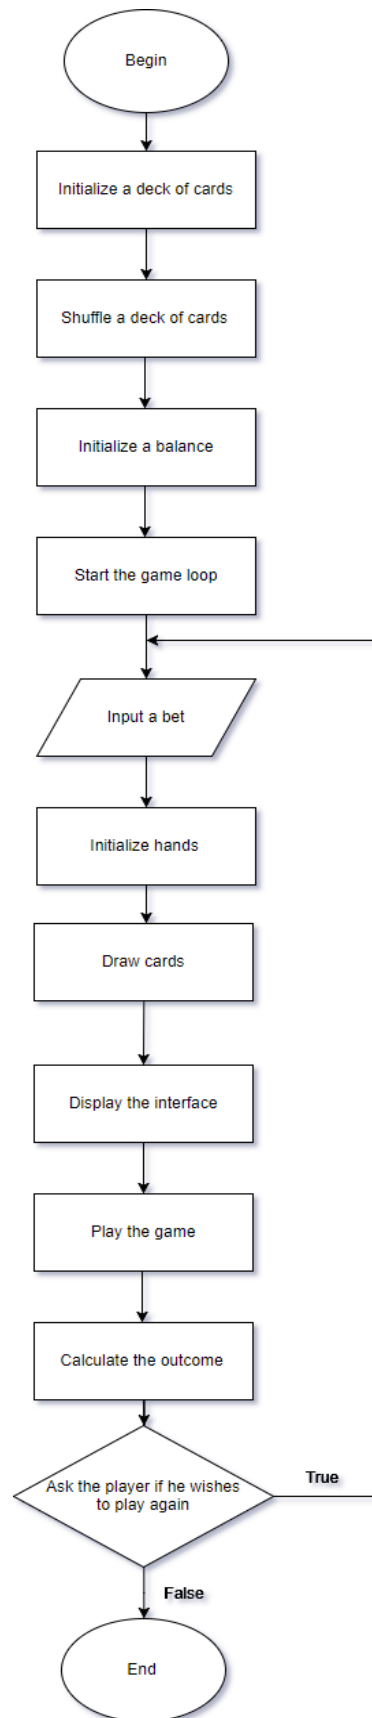 Begin
Initialize a deck of cards
Shuffle a deck of cards
Initialize a balance
Start the game loop
Input a bet
Initialize hands
Draw cards
Display the interface
Play the game
Calculate the outcome
Ask the player if he wishes
to play again
True
False
End